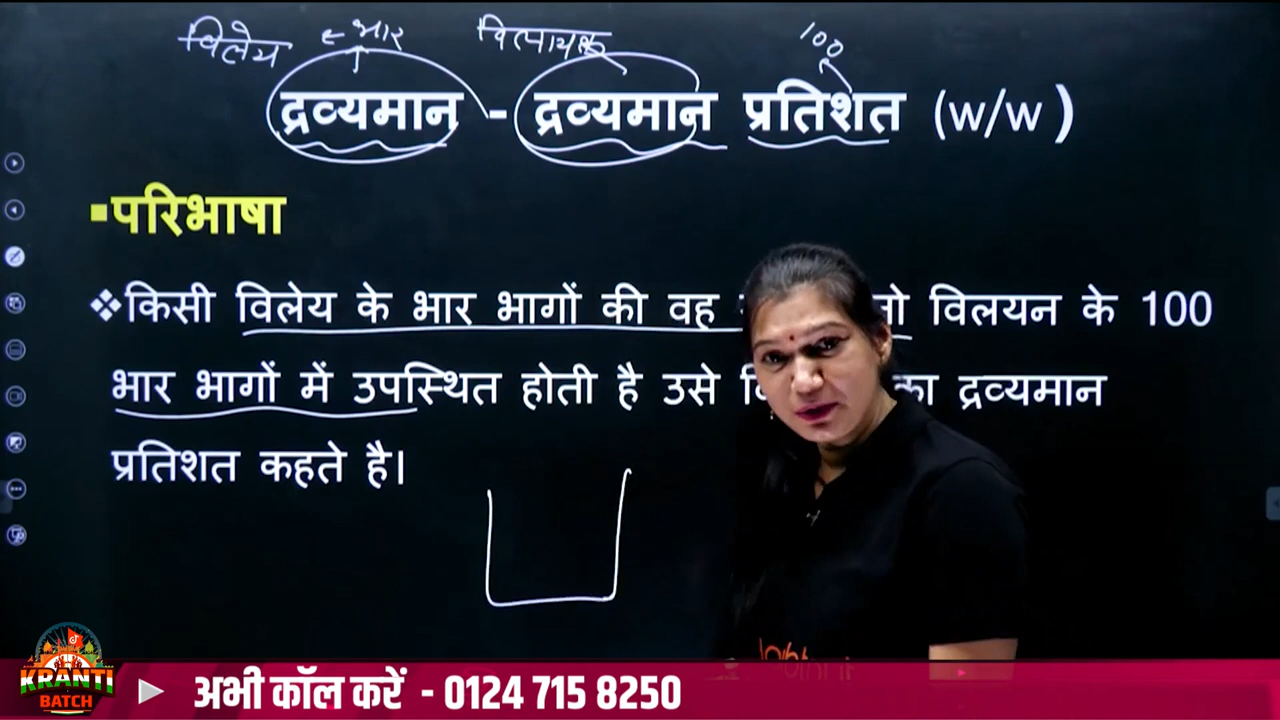 विलेय ← भार वित्पायक 100
द्रव्यमान - द्रव्यमान प्रतिशत (w/w)
▪परिभाषा
❖किसी विलेय के भार भागों की वह विलयन के 100
भार भागों में उपस्थित होती है उसे का द्रव्यमान
प्रतिशत कहते है।
KRANTI
BATCH
अभी कॉल करें - 0124 715 8250